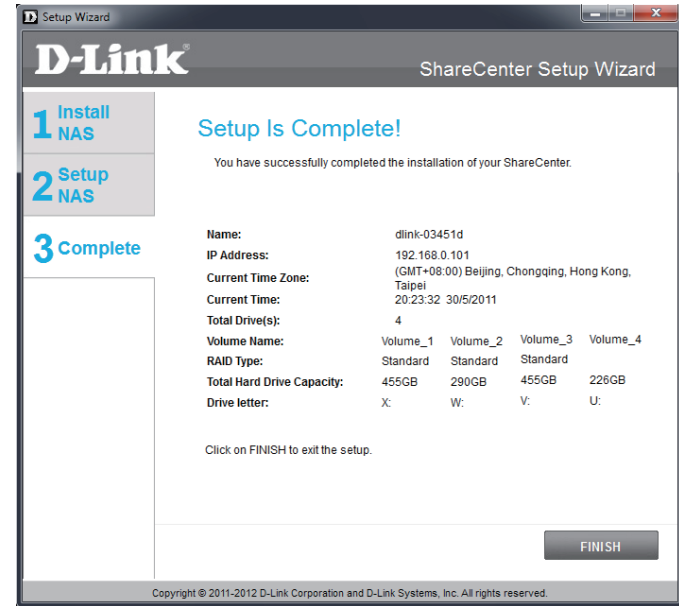 Setup Wizard
D-Link®
ShareCenter Setup Wizard
1 Install NAS
2 Setup NAS
3 Complete
Setup Is Complete!
You have successfully completed the installation of your ShareCenter.
Name: dlink-03451d
IP Address: 192.168.0.101
Current Time Zone: (GMT+08:00) Beijing, Chongqing, Hong Kong,
Taipei
Current Time: 20:23:32 30/5/2011
Total Drive(s): 4
Volume Name: Volume_1 Volume_2 Volume_3 Volume_4
RAID Type: Standard Standard Standard
Total Hard Drive Capacity: 455GB 290GB 455GB 226GB
Drive letter: X: W: V: U:
Click on FINISH to exit the setup.
FINISH
Copyright © 2011-2012 D-Link Corporation and D-Link Systems, Inc. All rights reserved.